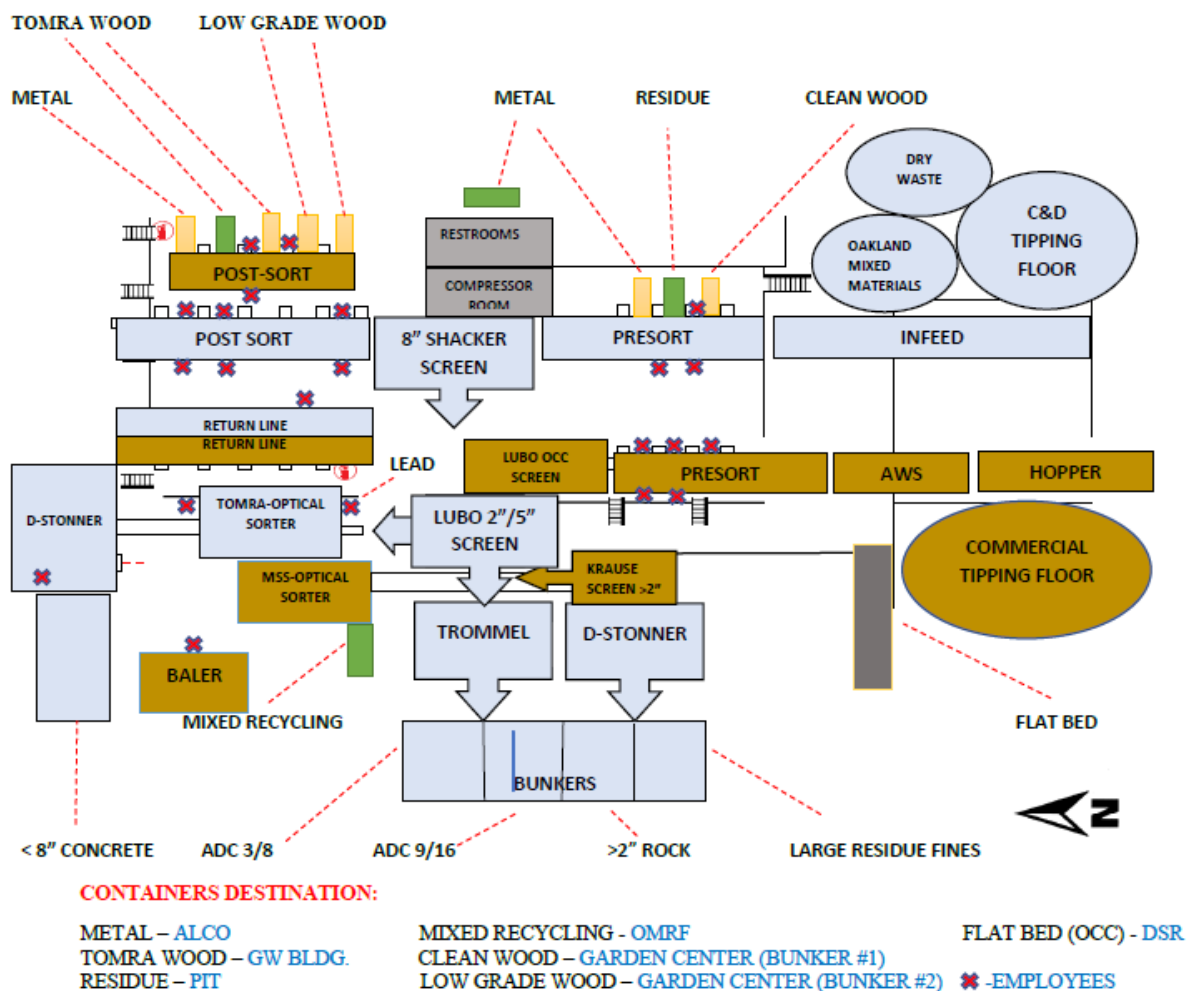 TOMRA WOOD
LOW GRADE WOOD
METAL
METAL
RESIDUE
CLEAN WOOD
DRY
WASTE
C&D
TIPPING
FLOOR
OAKLAND
MIXED
MATERIALS
RESTROOMS
COMPRESSOR
ROOM
POST-SORT
POST SORT
8” SHACKER
SCREEN
PRESORT
INFEED
RETURN LINE
RETURN LINE
LEAD
LUBO OCC
SCREEN
PRESORT
AWS
HOPPER
D-STONNER
TOMRA-OPTICAL
SORTER
LUBO 2”/5”
SCREEN
COMMERCIAL
TIPPING FLOOR
MSS-OPTICAL
SORTER
KRAUSE
SCREEN >2”
TROMMEL
D-STONNER
BALER
MIXED RECYCLING
FLAT BED
BUNKERS
N
< 8” CONCRETE
ADC 3/8
ADC 9/16
>2” ROCK
LARGE RESIDUE FINES
CONTAINERS DESTINATION:
METAL – ALCO
MIXED RECYCLING - OMRF
FLAT BED (OCC) - DSR
TOMRA WOOD – GW BLDG.
CLEAN WOOD – GARDEN CENTER (BUNKER #1)
RESIDUE – PIT
LOW GRADE WOOD – GARDEN CENTER (BUNKER #2)
-EMPLOYEES